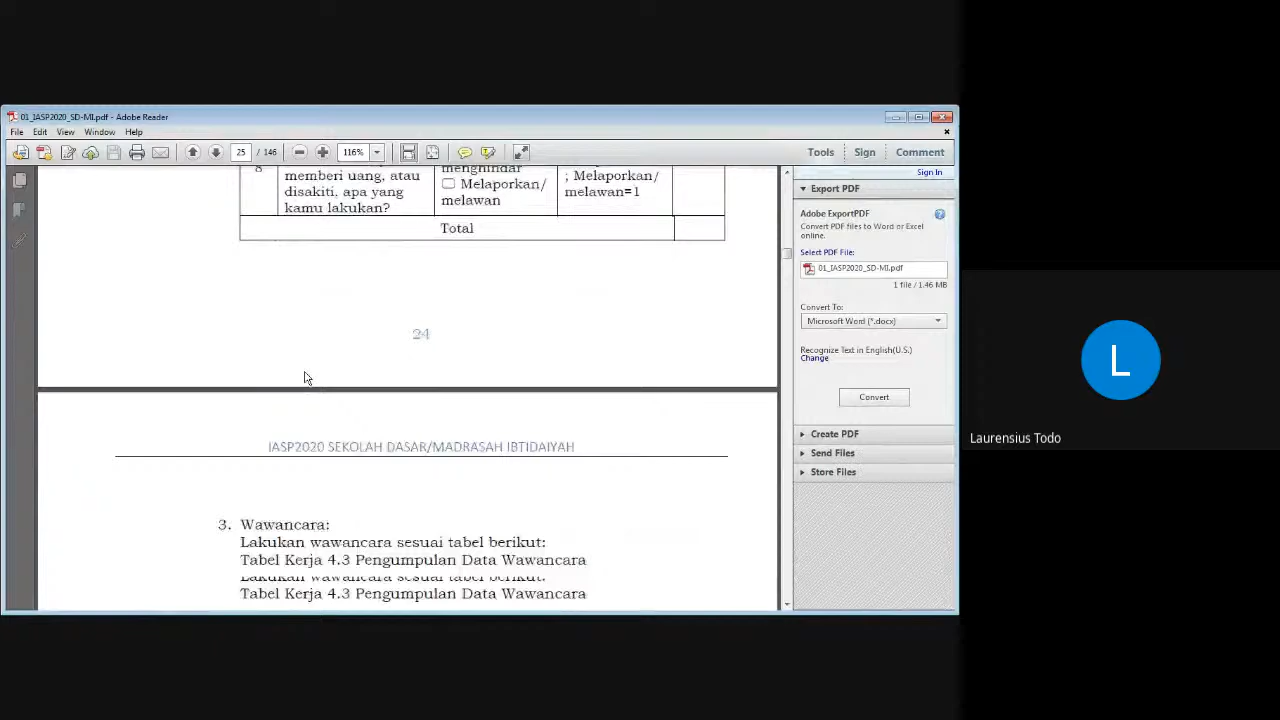 01_IASP2020_SD-MI.pdf - Adobe Reader
File Edit View Window Help
25 / 146 116% Tools Sign Comment
Sign In
8 memberi uang, atau disakiti, apa yang kamu lakukan?
menghindar
Melaporkan/
melawan
; Melaporkan/
melawan=1
Total
24
IASP2020 SEKOLAH DASAR/MADRASAH IBTIDAIYAH
3. Wawancara:
Lakukan wawancara sesuai tabel berikut:
Tabel Kerja 4.3 Pengumpulan Data Wawancara
Lakukan wawancara sesuai tabel berikut:
Tabel Kerja 4.3 Pengumpulan Data Wawancara
Export PDF
Adobe ExportPDF
Convert PDF files to Word or Excel
online.
Select PDF File:
01_IASP2020_SD-MI.pdf
1 file / 1.46 MB
Convert To:
Microsoft Word (*.docx)
Recognize Text in English(U.S.)
Change
Convert
Create PDF
Send Files
Store Files
L
Laurensius Todo